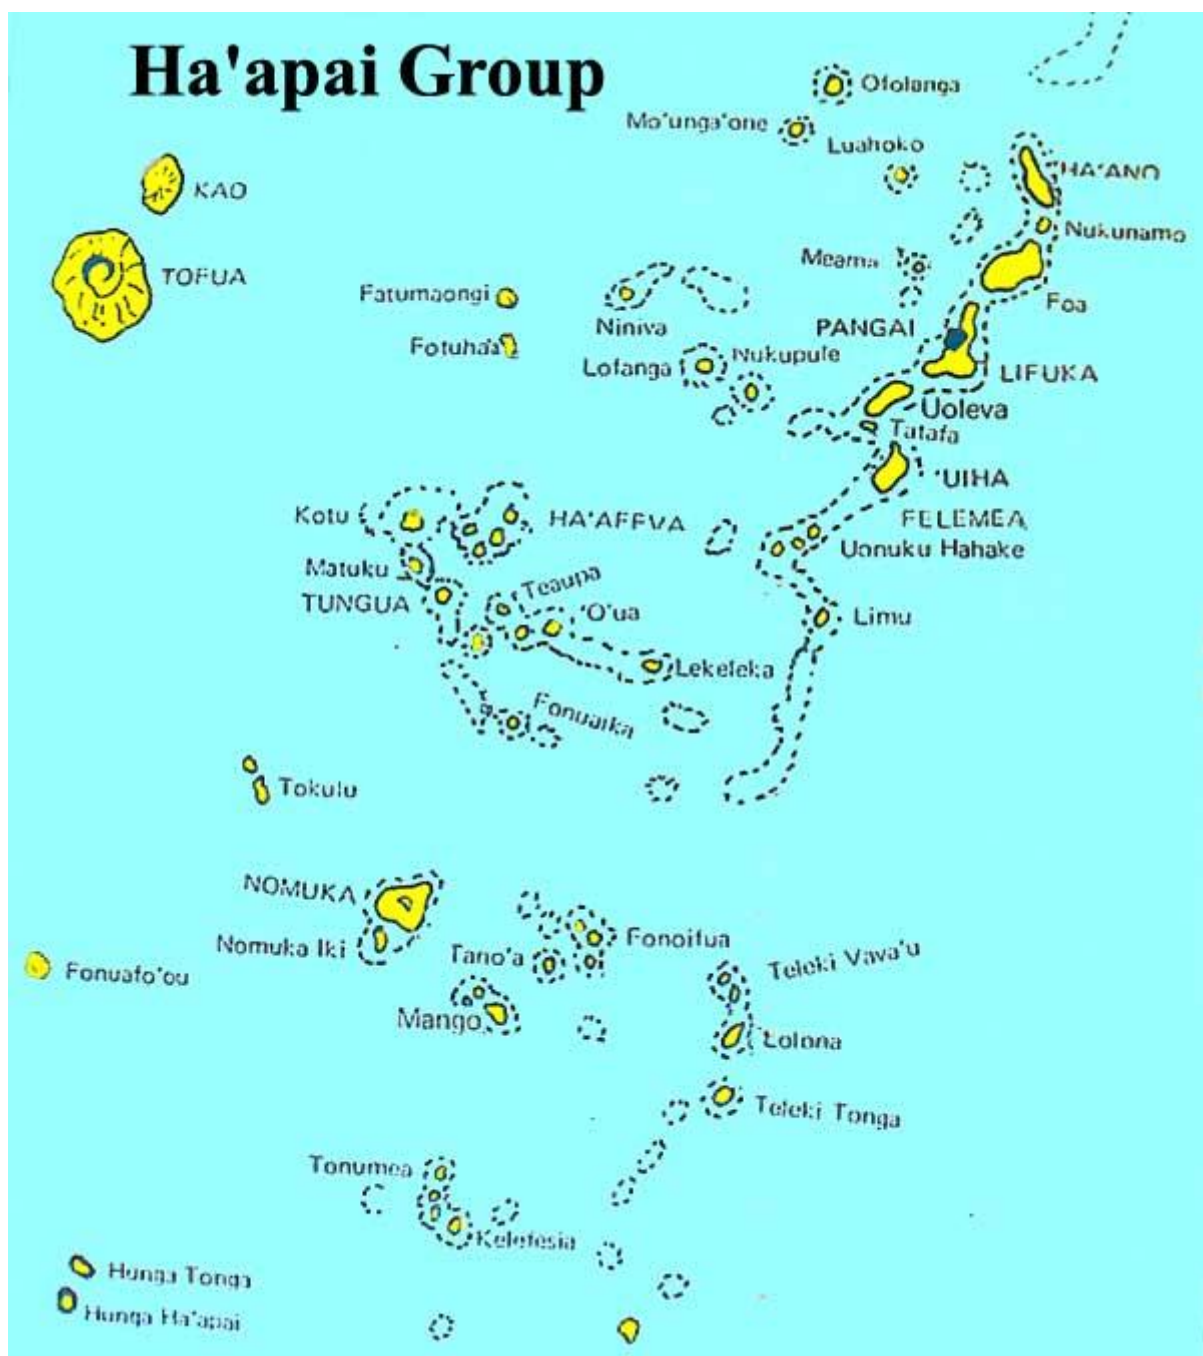 Ha'apai Group
Ofolanga
Mo'unga'one
Luahoko
HA'ANO
KAO
Nukunamo
Meama
TOFUA
Fatumaongi
Foa
Niniva
PANGAI
Fotuha'a
Nukupule
Lofanga
LIFUKA
Uoleva
Tatafa
'UIHA
Kotu
HA'AFEVA
FELEMEA
Uonuku Hahake
Matuku
Teaupa
TUNGUA
'O'ua
Limu
Lekeleka
Fonuaika
Tokulu
NOMUKA
Nomuka Iki
Fonoifua
Tano'a
Teleki Vava'u
Fonuafo'ou
Mango
Lolona
Teleki Tonga
Tonumea
Kelefesia
Hunga Tonga
Hunga Ha'apai